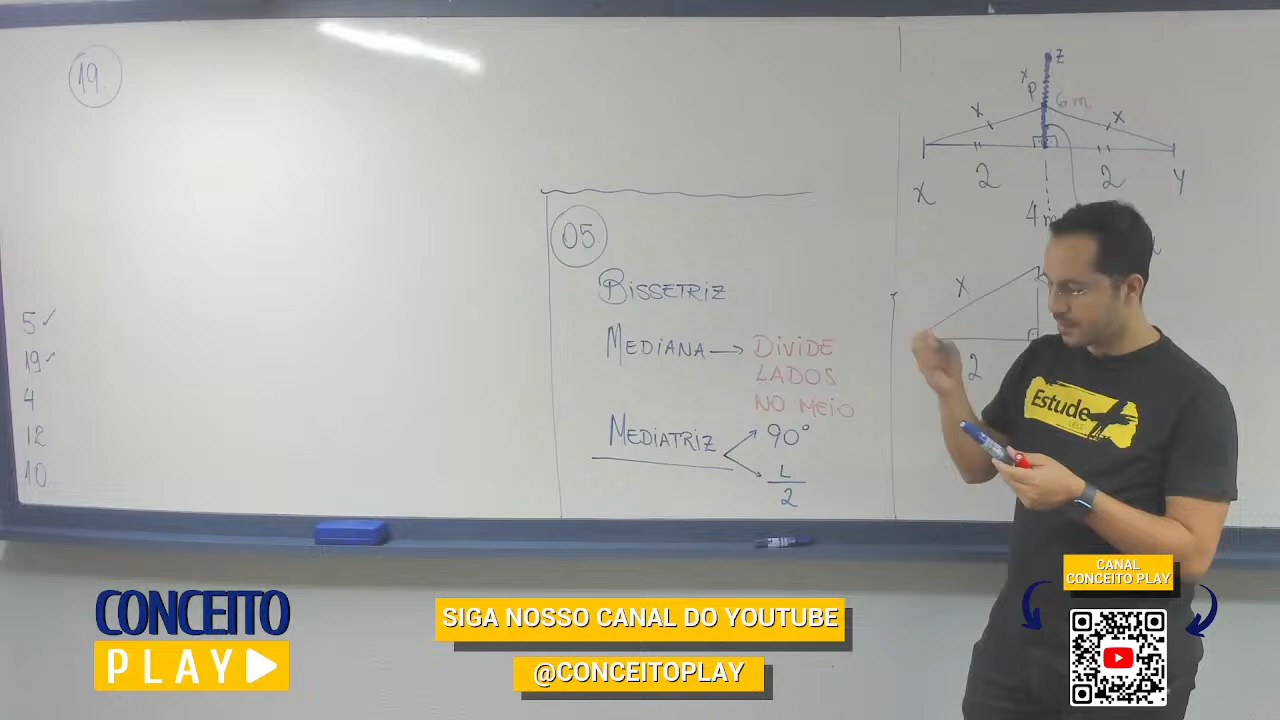 19
5 ✓
19 ✓
4
12
10
05
BISSETRIZ
MEDIANA → DIVIDE
LADOS
NO MEIO
MEDIATRIZ
90°
L
2
Z
x
P
6 m
x
x
2
2
X
Y
4 m
x
2
Estude +
CONCEITO
PLAY
SIGA NOSSO CANAL DO YOUTUBE
@CONCEITOPLAY
CANAL
CONCEITO PLAY